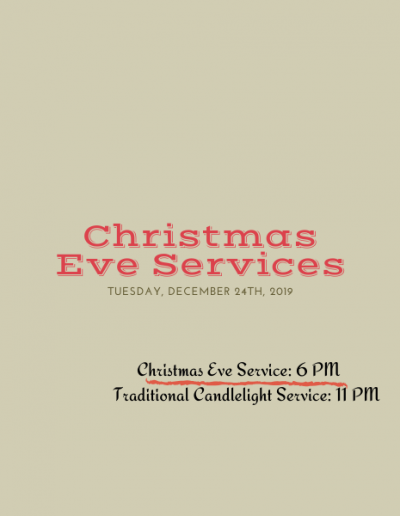 Christmas
Eve Services
TUESDAY, DECEMBER 24TH, 2019
Christmas Eve Service: 6 PM
Traditional Candlelight Service: 11 PM